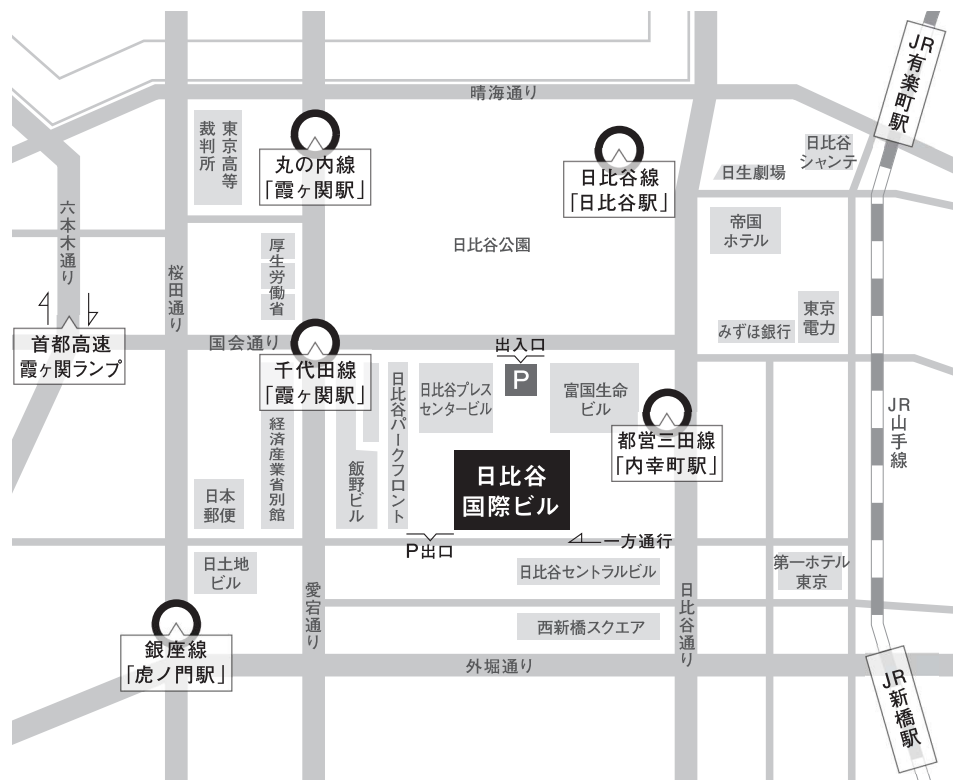 JR有楽町駅
晴海通り
東京高等
裁判所
丸の内線
「霞ヶ関駅」
日比谷線
「日比谷駅」
日比谷
シャンテ
日生劇場
六本木通り
桜田通り
厚生労働省
日比谷公園
帝国
ホテル
東京
電力
みずほ銀行
首都高速
霞ヶ関ランプ
国会通り
千代田線
「霞ヶ関駅」
出入口
P
日比谷パークフロント
日比谷プレス
センタービル
富国生命
ビル
都営三田線
「内幸町駅」
JR山手線
経済産業省別館
飯野ビル
日比谷
国際ビル
日本
郵便
P出口
一方通行
日土地
ビル
日比谷セントラルビル
第一ホテル
東京
愛宕通り
日比谷通り
西新橋スクエア
銀座線
「虎ノ門駅」
外堀通り
JR新橋駅